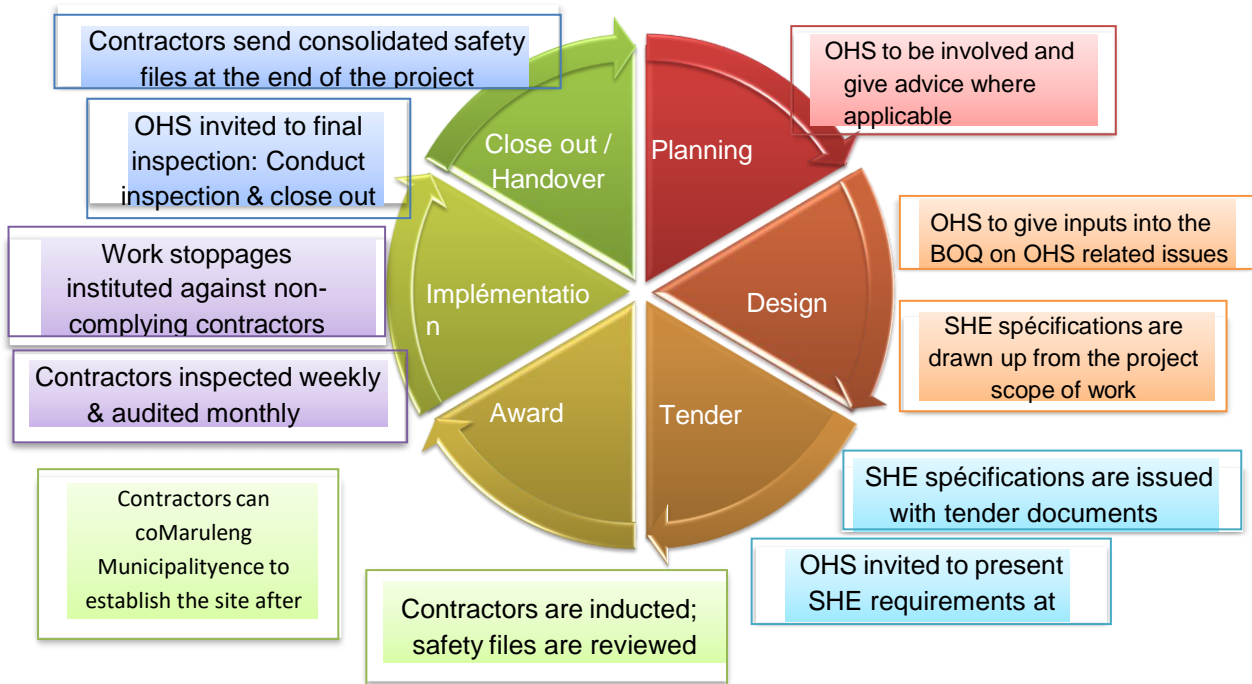 Contractors send consolidated safety
files at the end of the project
OHS invited to final
inspection: Conduct
inspection & close out
Work stoppages
instituted against non-
complying contractors
Contractors inspected weekly
& audited monthly
Contractors can
coMaruleng
Municipalityence to
establish the site after
Close out /
Handover
Planning
Implémentatio
n
Design
Award
Tender
OHS to be involved and
give advice where
applicable
OHS to give inputs into the
BOQ on OHS related issues
SHE spécifications are
drawn up from the project
scope of work
SHE spécifications are issued
with tender documents
OHS invited to present
SHE requirements at
Contractors are inducted;
safety files are reviewed